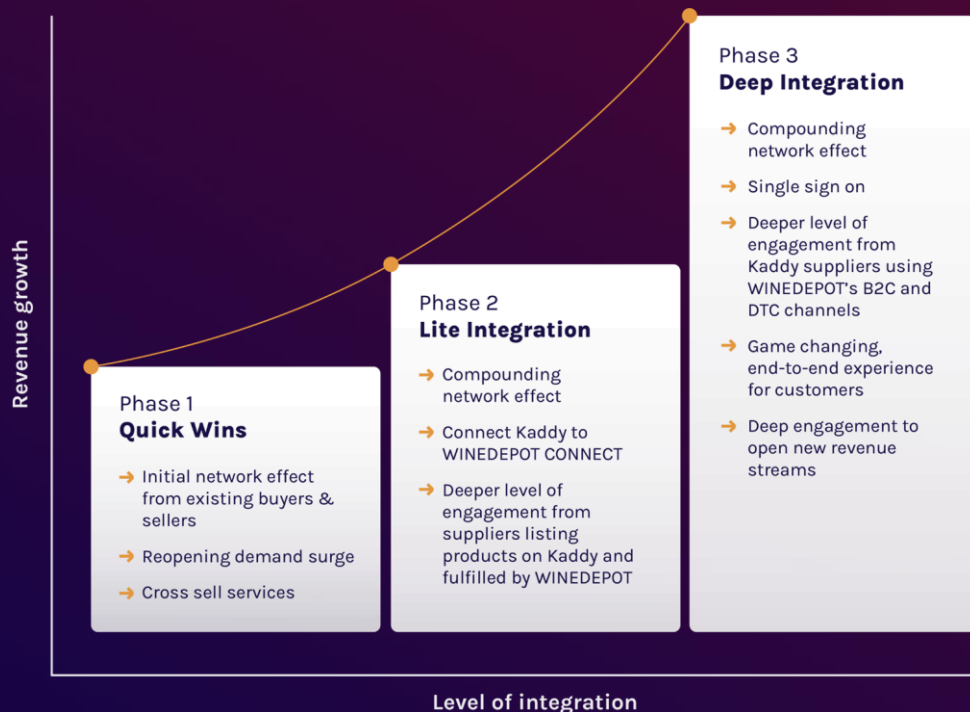 Revenue growth
Phase 1
Quick Wins
→ Initial network effect
from existing buyers &
sellers
→ Reopening demand surge
→ Cross sell services
Phase 2
Lite Integration
→ Compounding
network effect
→ Connect Kaddy to
WINEDEPOT CONNECT
→ Deeper level of
engagement from
suppliers listing
products on Kaddy and
fulfilled by WINEDEPOT
Phase 3
Deep Integration
→ Compounding
network effect
→ Single sign on
→ Deeper level of
engagement from
Kaddy suppliers using
WINEDEPOT’s B2C and
DTC channels
→ Game changing,
end-to-end experience
for customers
→ Deep engagement to
open new revenue
streams
Level of integration